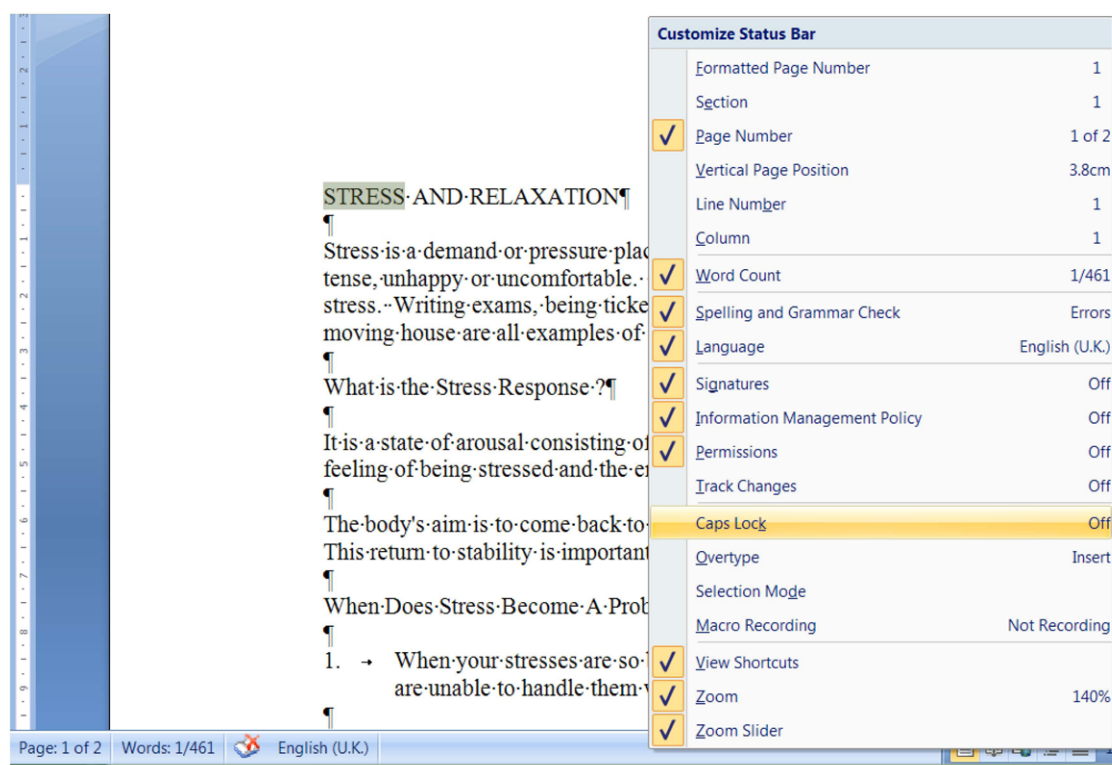 Customize Status Bar
Formatted Page Number 1
Section 1
Page Number 1 of 2
Vertical Page Position 3.8cm
Line Number 1
Column 1
Word Count 1/461
Spelling and Grammar Check Errors
Language English (U.K.)
Signatures Off
Information Management Policy Off
Permissions Off
Track Changes Off
Caps Lock Off
Overtype Insert
Selection Mode
Macro Recording Not Recording
View Shortcuts
Zoom 140%
Zoom Slider
STRESS·AND·RELAXATION¶
¶
Stress·is·a·demand·or·pressure·plac
tense,·unhappy·or·uncomfortable.·
stress.··Writing·exams,·being·ticke
moving·house·are·all·examples·of·
¶
What·is·the·Stress·Response·?¶
¶
It·is·a·state·of·arousal·consisting·of
feeling·of·being·stressed·and·the·e
¶
The·body's·aim·is·to·come·back·to·
This·return·to·stability·is·important
¶
When·Does·Stress·Become·A·Prob
¶
1. → When·your·stresses·are·so·
are·unable·to·handle·them·
¶
Page: 1 of 2 Words: 1/461 English (U.K.)